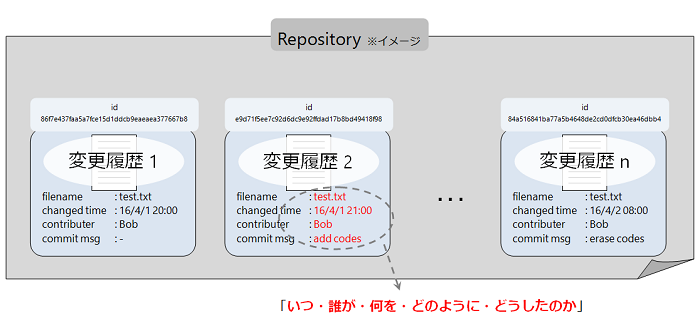 Repository ※イメージ
id
86f7e437faa5a7fce15d1ddcb9eaeaea377667b8
変更履歴 1
filename : test.txt
changed time : 16/4/1 20:00
contributer : Bob
commit msg : -
id
e9d71f5ee7c92d6dc9e92ffdad17b8bd49418f98
変更履歴 2
filename : test.txt
changed time : 16/4/1 21:00
contributer : Bob
commit msg : add codes
・・・
id
84a516841ba77a5b4648de2cd0dfcb30ea46dbb4
変更履歴 n
filename : test.txt
changed time : 16/4/2 08:00
contributer : Bob
commit msg : erase codes
「いつ・誰が・何を・どのように・どうしたのか」